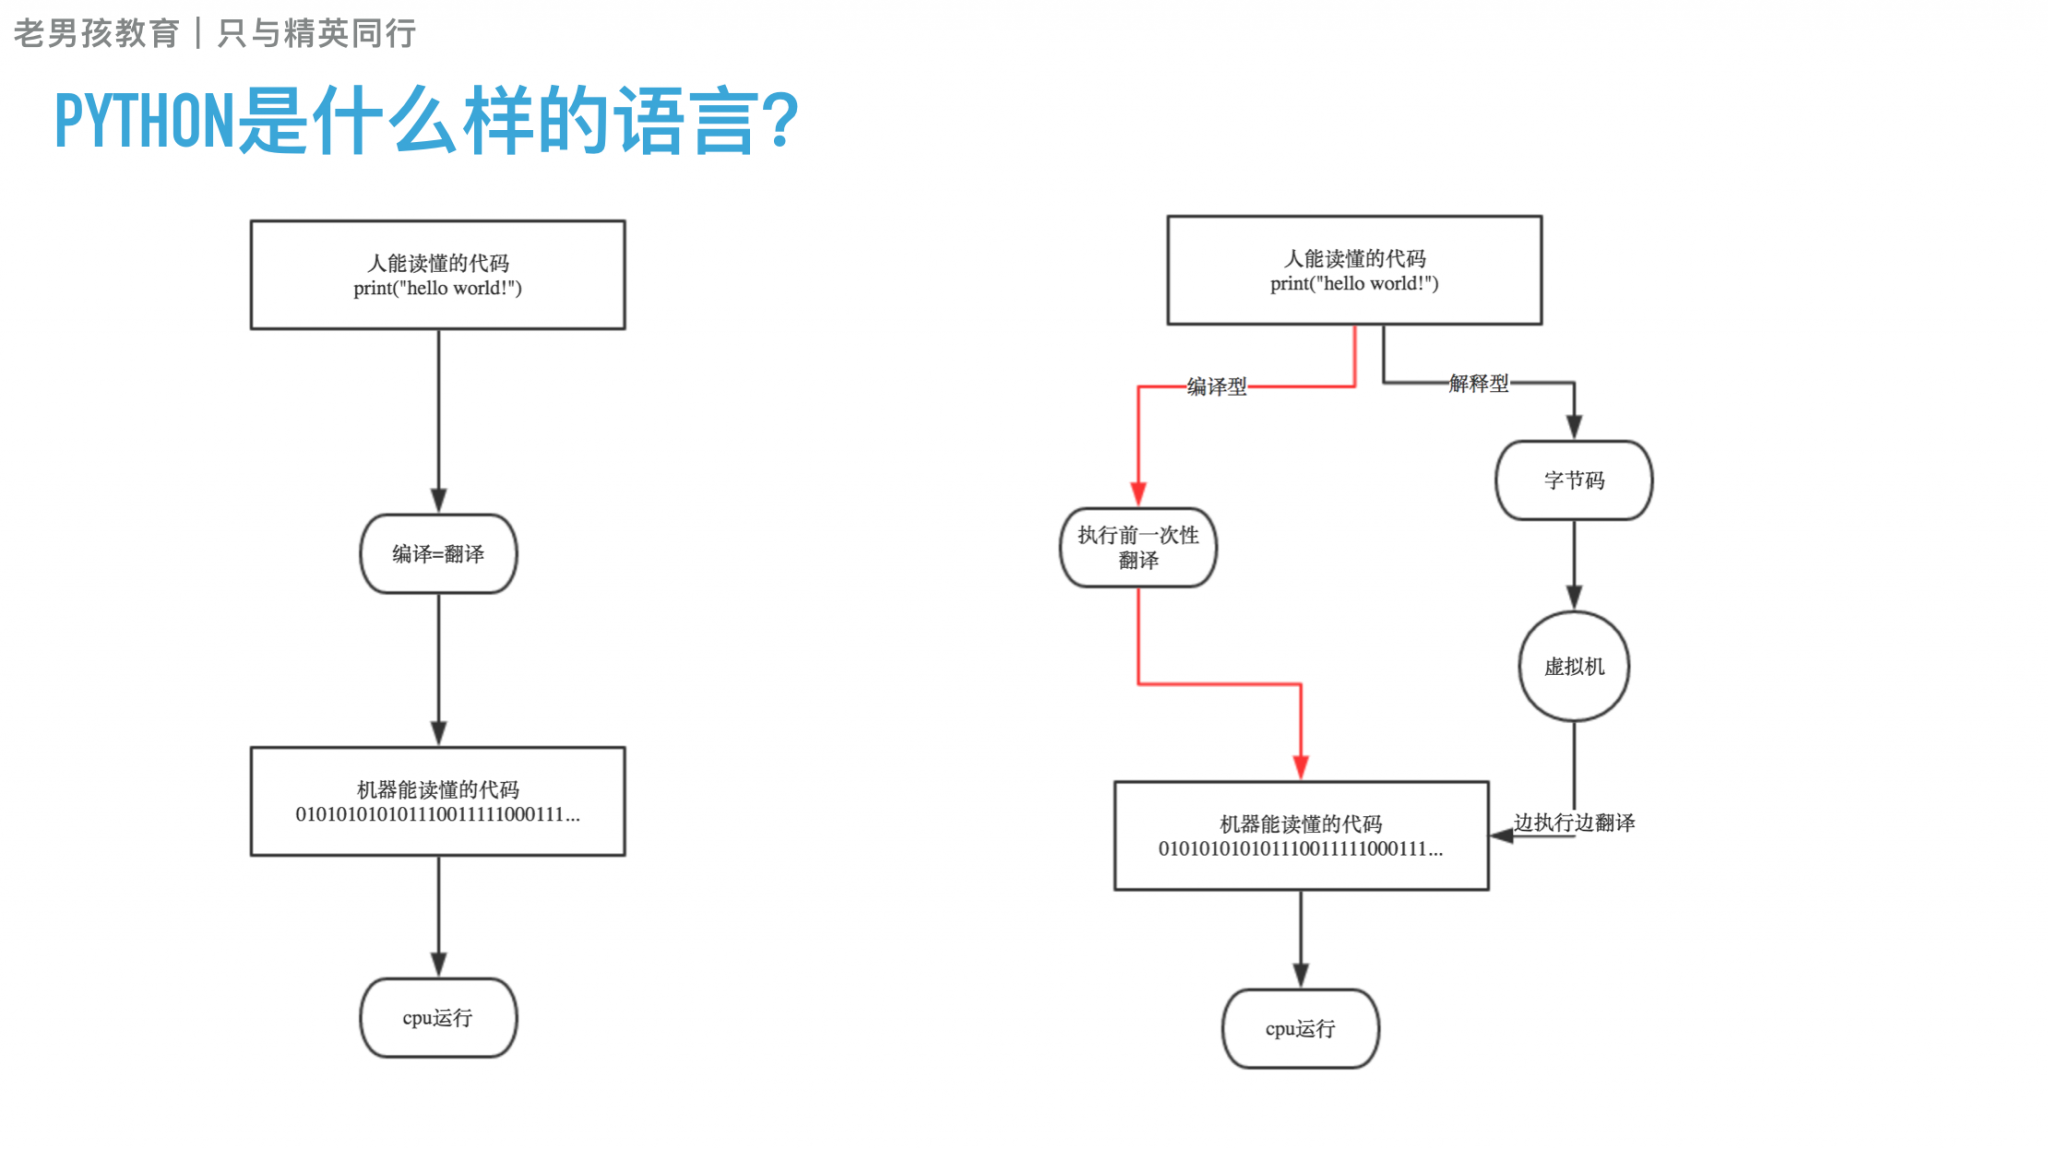 老男孩教育｜只与精英同行
PYTHON是什么样的语言?
人能读懂的代码
print("hello world!")
编译=翻译
机器能读懂的代码
0101010101011100111110001 11...
cpu运行
人能读懂的代码
print("hello world!")
编译型
解释型
字节码
执行前一次性
翻译
虚拟机
边执行边翻译
机器能读懂的代码
010101010101110011111000111...
cpu运行